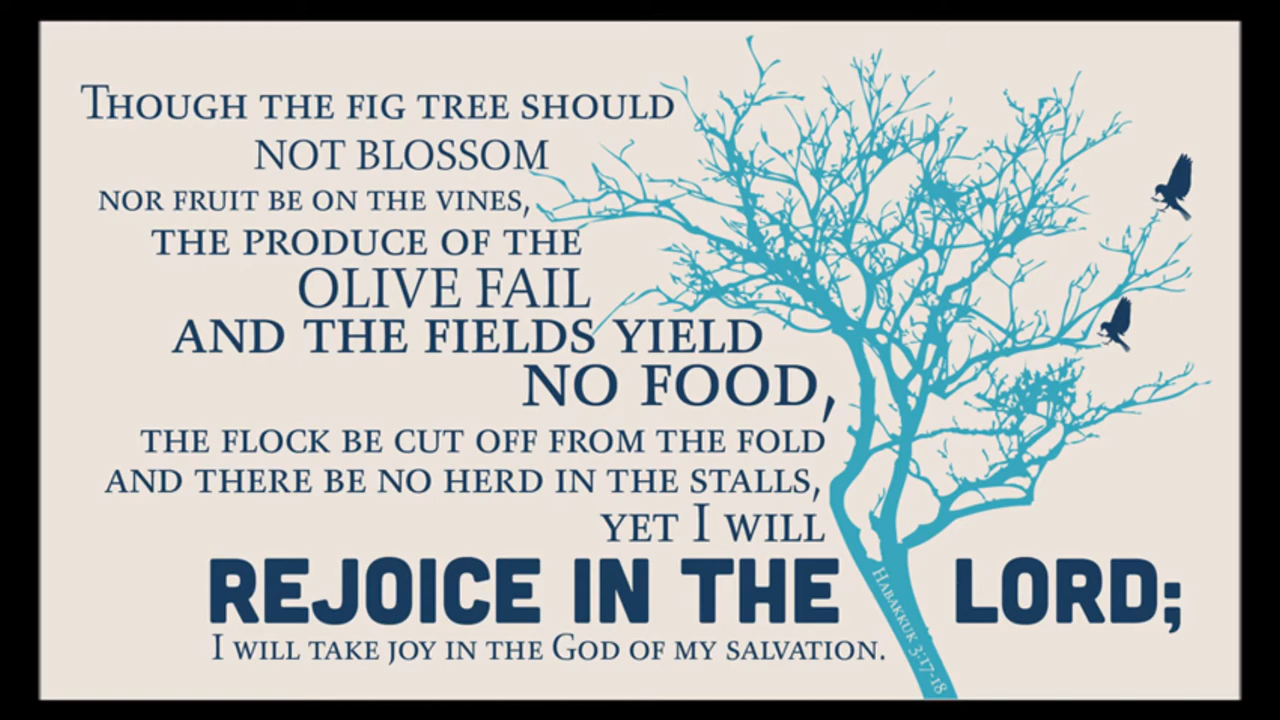 Though the fig tree should
not blossom
nor fruit be on the vines,
the produce of the
olive fail
and the fields yield
no food,
the flock be cut off from the fold
and there be no herd in the stalls,
yet I will
REJOICE IN THE LORD;
I will take joy in the God of my salvation.
Habakkuk 3:17-18